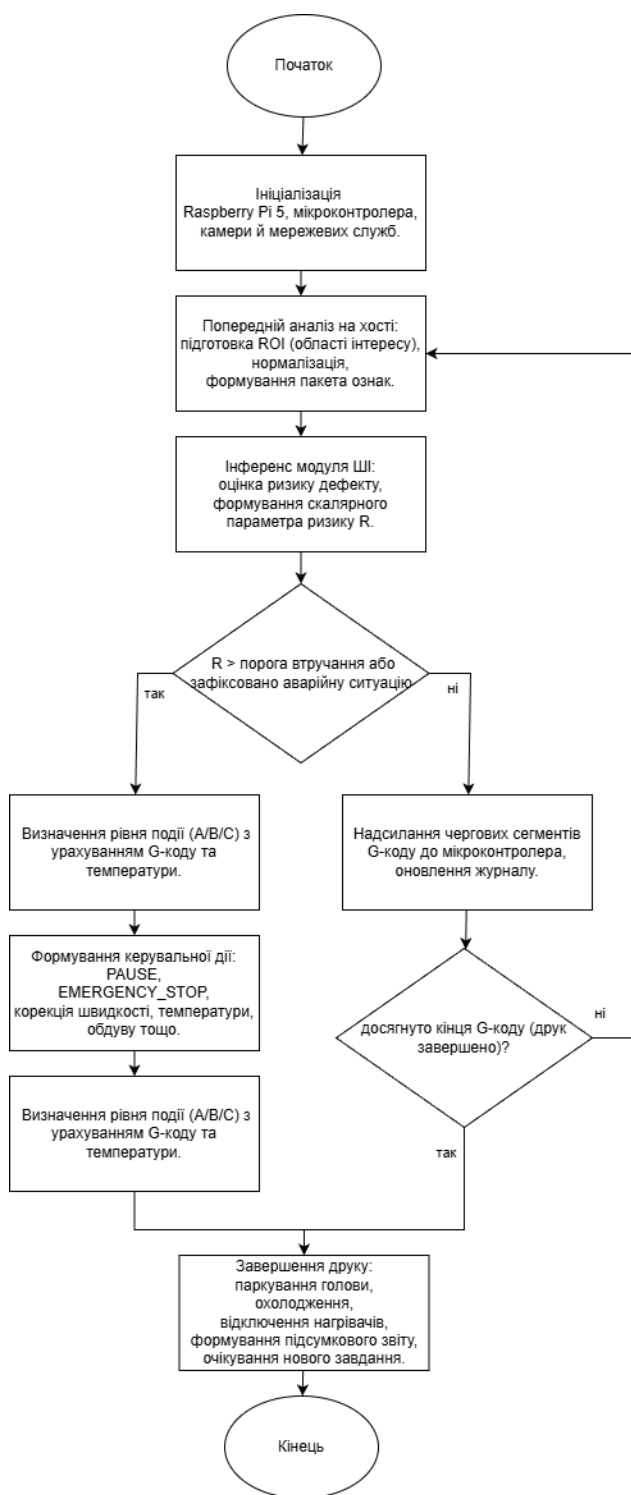 Початок
Ініціалізація
Raspberry Pi 5, мікроконтролера,
камери й мережевих служб.
Попередній аналіз на хості:
підготовка ROI (області інтересу),
нормалізація,
формування пакета ознак.
Інференс модуля ШІ:
оцінка ризику дефекту,
формування скалярного
параметра ризику R.
R > порога втручання або
зафіксовано аварійну ситуацію.
так
ні
Визначення рівня події (A/B/C) з
урахуванням G-коду та
температури.
Надсилання чергових сегментів
G-коду до мікроконтролера,
оновлення журналу.
Формування керувальної дії:
PAUSE,
EMERGENCY_STOP,
корекція швидкості, температури,
обдуву тощо.
досягнуто кінця G-коду (друк
завершено)?
ні
Визначення рівня події (A/B/C) з
урахуванням G-коду та
температури.
так
Завершення друку:
паркування голови,
охолодження,
відключення нагрівачів,
формування підсумкового звіту,
очікування нового завдання.
Кінець